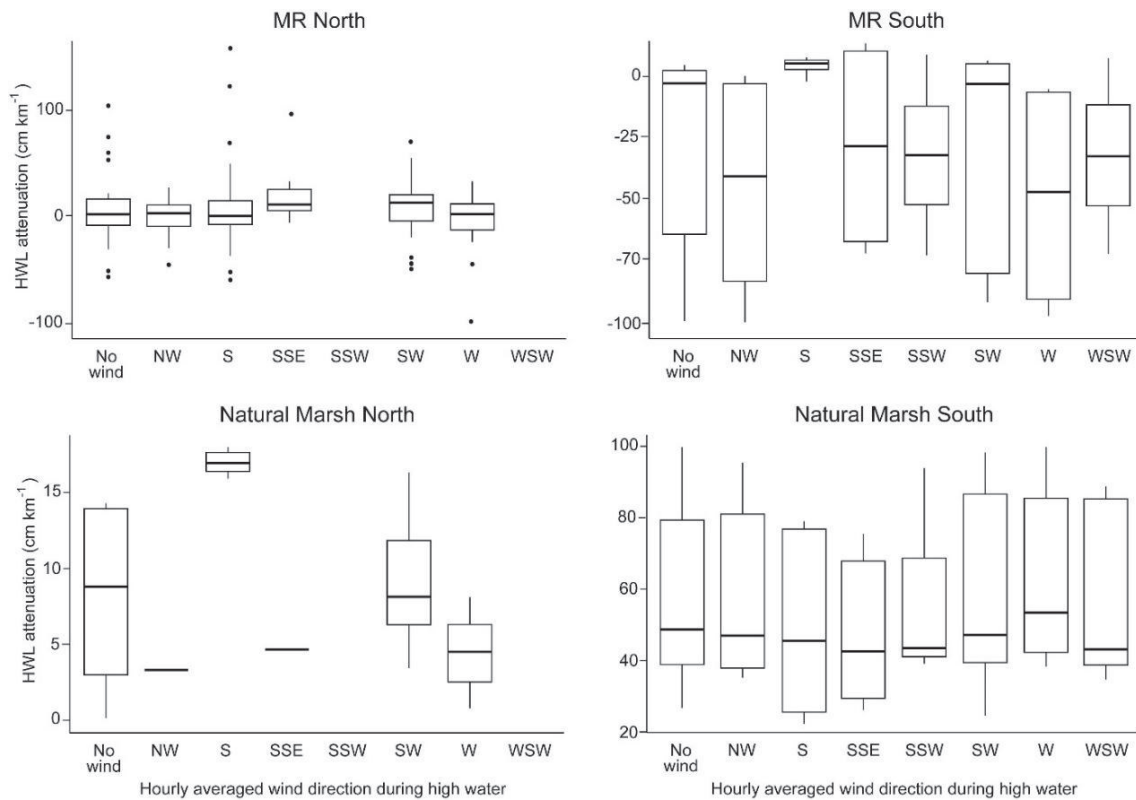 MR North
HWL attenuation (cm km⁻¹)
100
0
-100
No wind
NW
S
SSE
SSW
SW
W
WSW
MR South
0
-25
-50
-70
-100
No wind
NW
S
SSE
SSW
SW
W
WSW
Natural Marsh North
HWL attenuation (cm km⁻¹)
15
10
5
0
No wind
NW
S
SSE
SSW
SW
W
WSW
Hourly averaged wind direction during high water
Natural Marsh South
100
80
60
40
20
No wind
NW
S
SSE
SSW
SW
W
WSW
Hourly averaged wind direction during high water